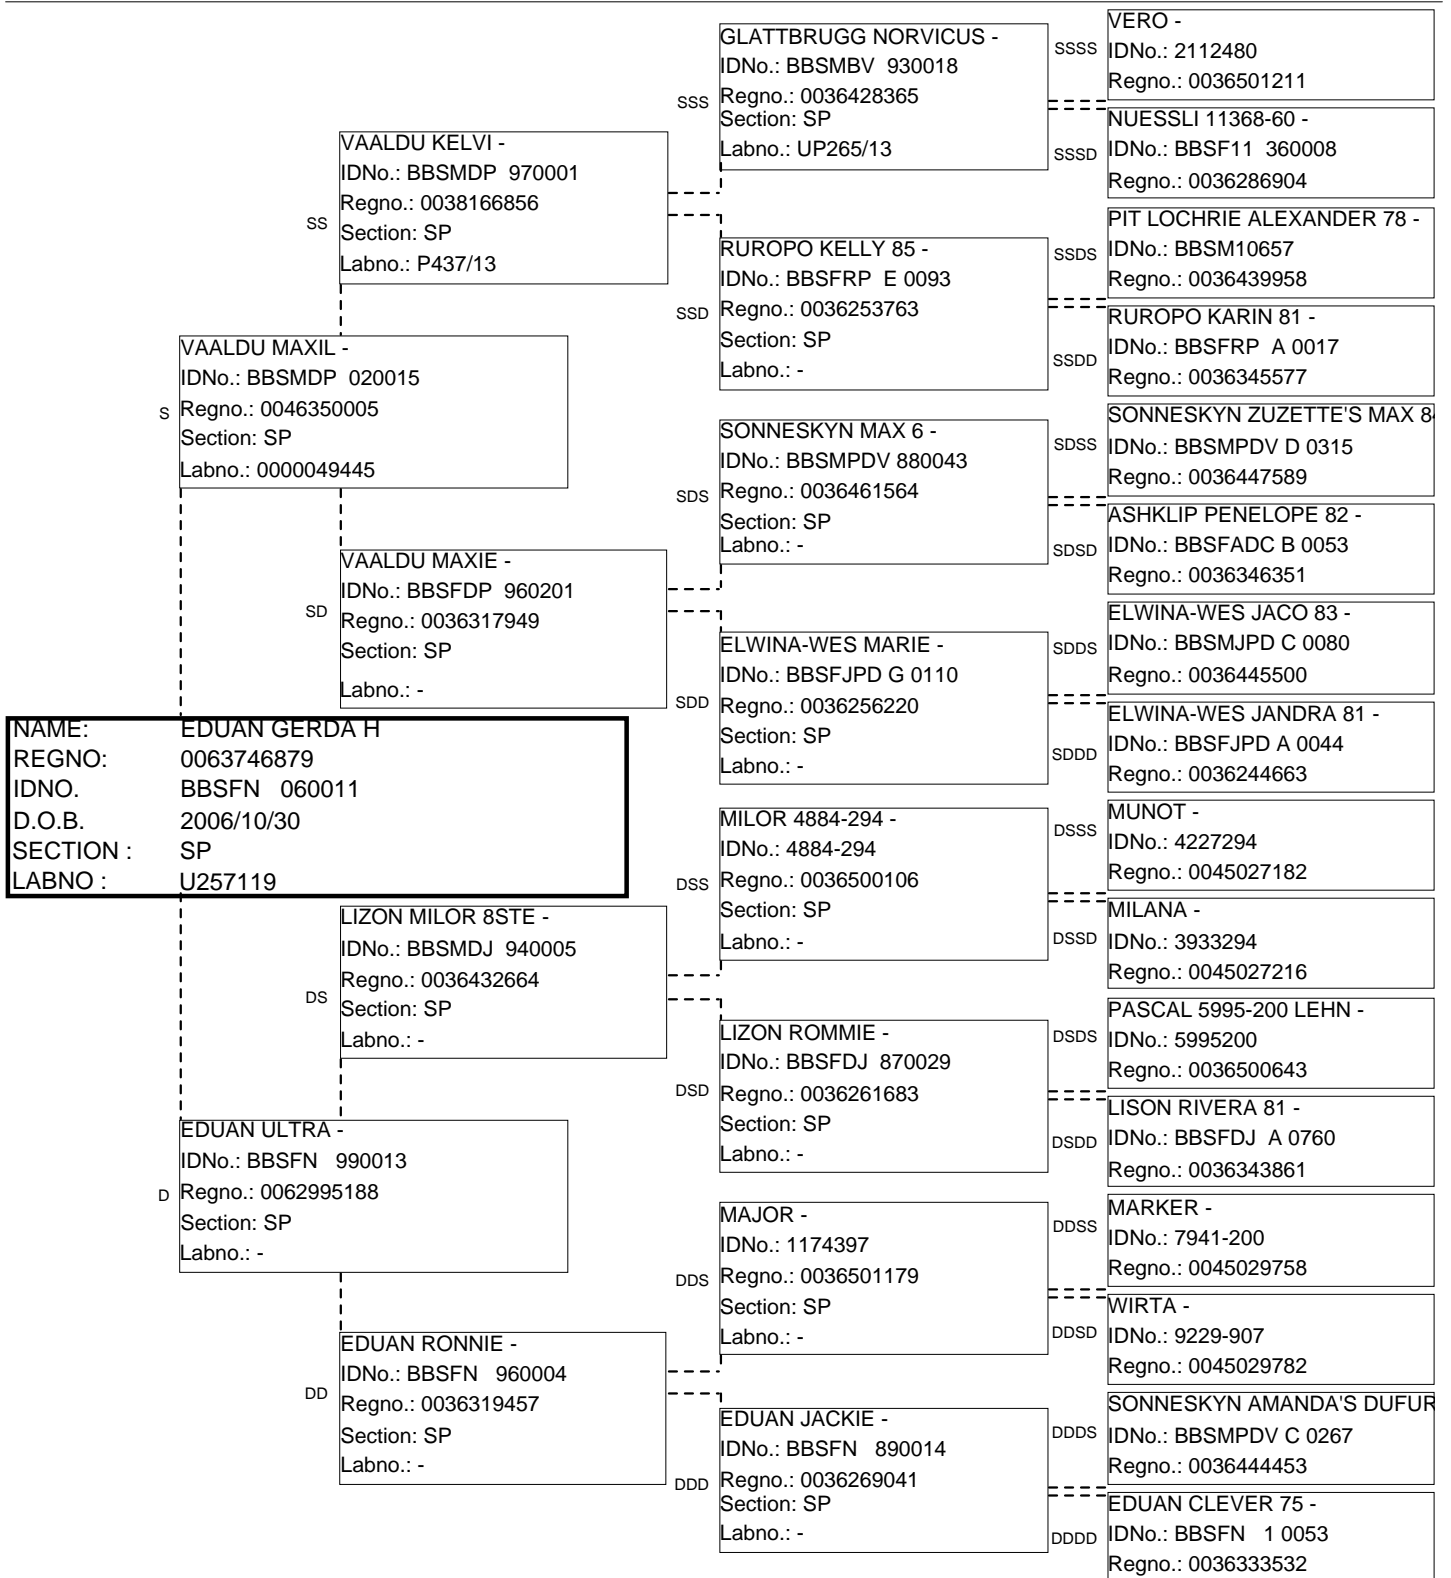 VERO -
SSSS IDNo.: 2112480
Regno.: 0036501211
GLATTBRUGG NORVICUS -
IDNo.: BBSMBV 930018
SSS Regno.: 0036428365
Section: SP
Labno.: UP265/13
NUESSLI 11368-60 -
SSSD IDNo.: BBSF11 360008
Regno.: 0036286904
VAALDU KELVI -
IDNo.: BBSMDP 970001
Regno.: 0038166856
SS Section: SP
Labno.: P437/13
PIT LOCHRIE ALEXANDER 78 -
SSDS IDNo.: BBSM10657
Regno.: 0036439958
RUROPO KELLY 85 -
IDNo.: BBSFRP E 0093
SSD Regno.: 0036253763
Section: SP
Labno.: -
RUROPO KARIN 81 -
SSDD IDNo.: BBSFRP A 0017
Regno.: 0036345577
VAALDU MAXIL -
IDNo.: BBSMDP 020015
S Regno.: 0046350005
Section: SP
Labno.: 0000049445
SONNESKYN ZUZETTE'S MAX
SDSS IDNo.: BBSMPDV D 0315
Regno.: 0036447589
SONNESKYN MAX 6 -
IDNo.: BBSMPDV 880043
SDS Regno.: 0036461564
Section: SP
Labno.: -
ASHKLIP PENELOPE 82 -
SDSD IDNo.: BBSFADC B 0053
Regno.: 0036346351
VAALDU MAXIE -
IDNo.: BBSFDP 960201
SD Regno.: 0036317949
Section: SP
Labno.: -
ELWINA-WES JACO 83 -
SDDS IDNo.: BBSMJPD C 0080
Regno.: 0036445500
ELWINA-WES MARIE -
IDNo.: BBSFJPD G 0110
SDD Regno.: 0036256220
Section: SP
Labno.: -
ELWINA-WES JANDRA 81 -
SDDD IDNo.: BBSFJPD A 0044
Regno.: 0036244663
NAME: EDUAN GERDA H
REGNO: 0063746879
IDNO. BBSFN 060011
D.O.B. 2006/10/30
SECTION : SP
LABNO : U257119
MUNOT -
DSSS IDNo.: 4227294
Regno.: 0045027182
MILOR 4884-294 -
IDNo.: 4884-294
DSS Regno.: 0036500106
Section: SP
Labno.: -
MILANA -
DSSD IDNo.: 3933294
Regno.: 0045027216
LIZON MILOR 8STE -
IDNo.: BBSMDJ 940005
Regno.: 0036432664
DS Section: SP
Labno.: -
PASCAL 5995-200 LEHN -
DSDS IDNo.: 5995200
Regno.: 0036500643
LIZON ROMMIE -
IDNo.: BBSFDJ 870029
DSD Regno.: 0036261683
Section: SP
Labno.: -
LISON RIVERA 81 -
DSDD IDNo.: BBSFDJ A 0760
Regno.: 0036343861
EDUAN ULTRA -
IDNo.: BBSFN 990013
D Regno.: 0062995188
Section: SP
Labno.: -
MARKER -
DDSS IDNo.: 7941-200
Regno.: 0045029758
MAJOR -
IDNo.: 1174397
DDS Regno.: 0036501179
Section: SP
Labno.: -
WIRTA -
DDSD IDNo.: 9229-907
Regno.: 0045029782
EDUAN RONNIE -
IDNo.: BBSFN 960004
DD Regno.: 0036319457
Section: SP
Labno.: -
SONNESKYN AMANDA'S DUFUR
DDDS IDNo.: BBSMPDV C 0267
Regno.: 0036444453
EDUAN JACKIE -
IDNo.: BBSFN 890014
DDD Regno.: 0036269041
Section: SP
Labno.: -
EDUAN CLEVER 75 -
DDDD IDNo.: BBSFN 1 0053
Regno.: 0036333532